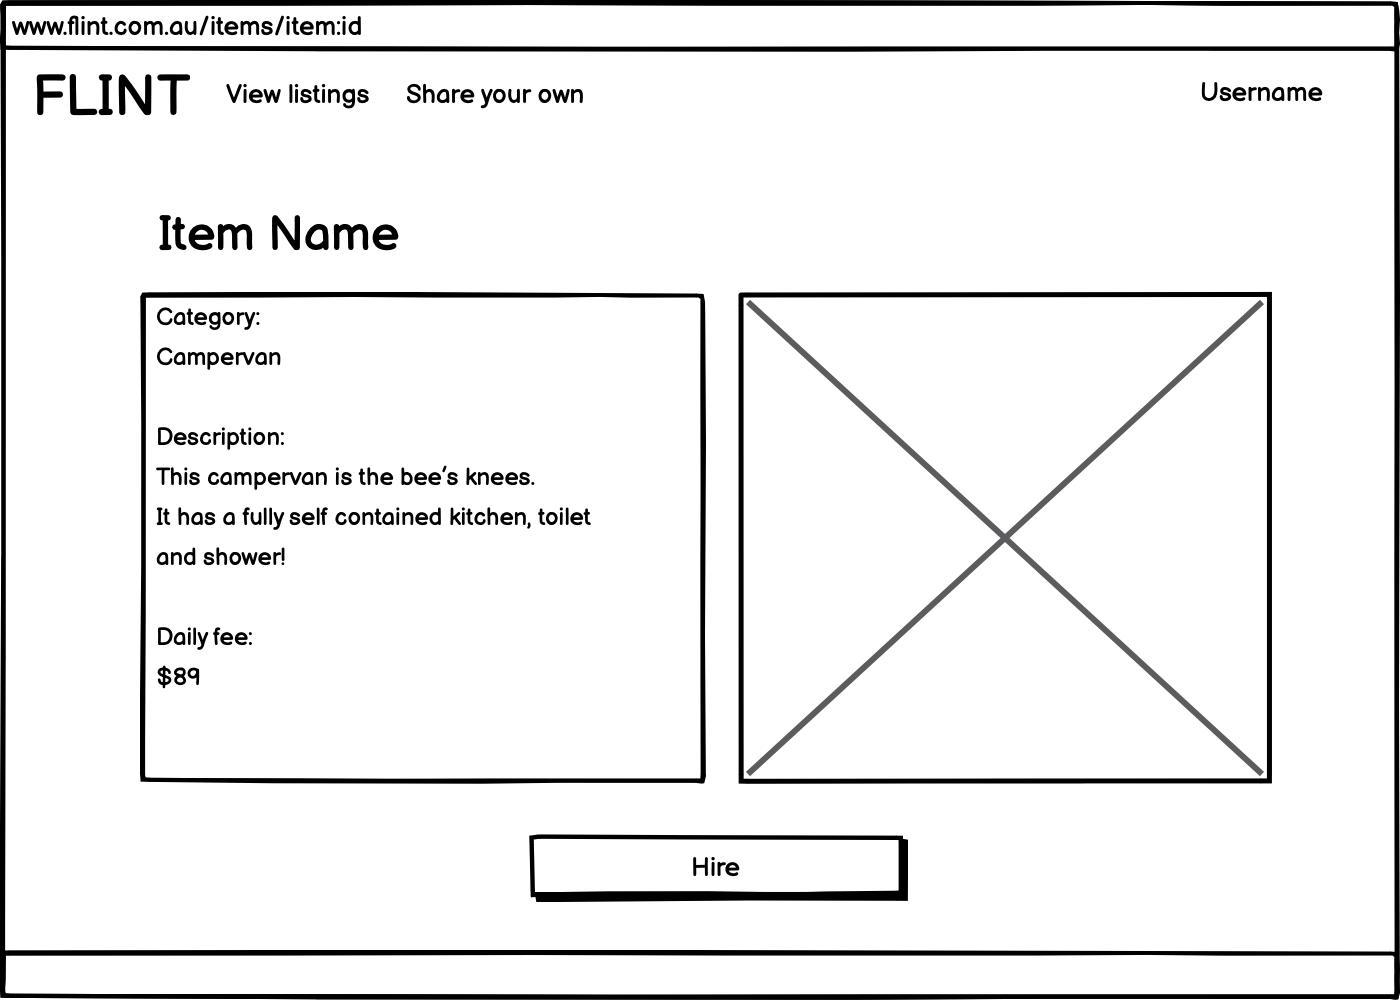 www.flint.com.au/items/item:id
FLINT View listings Share your own Username
Item Name
Category:
Campervan
Description:
This campervan is the bee's knees.
It has a fully self contained kitchen, toilet
and shower!
Daily fee:
$89
Hire